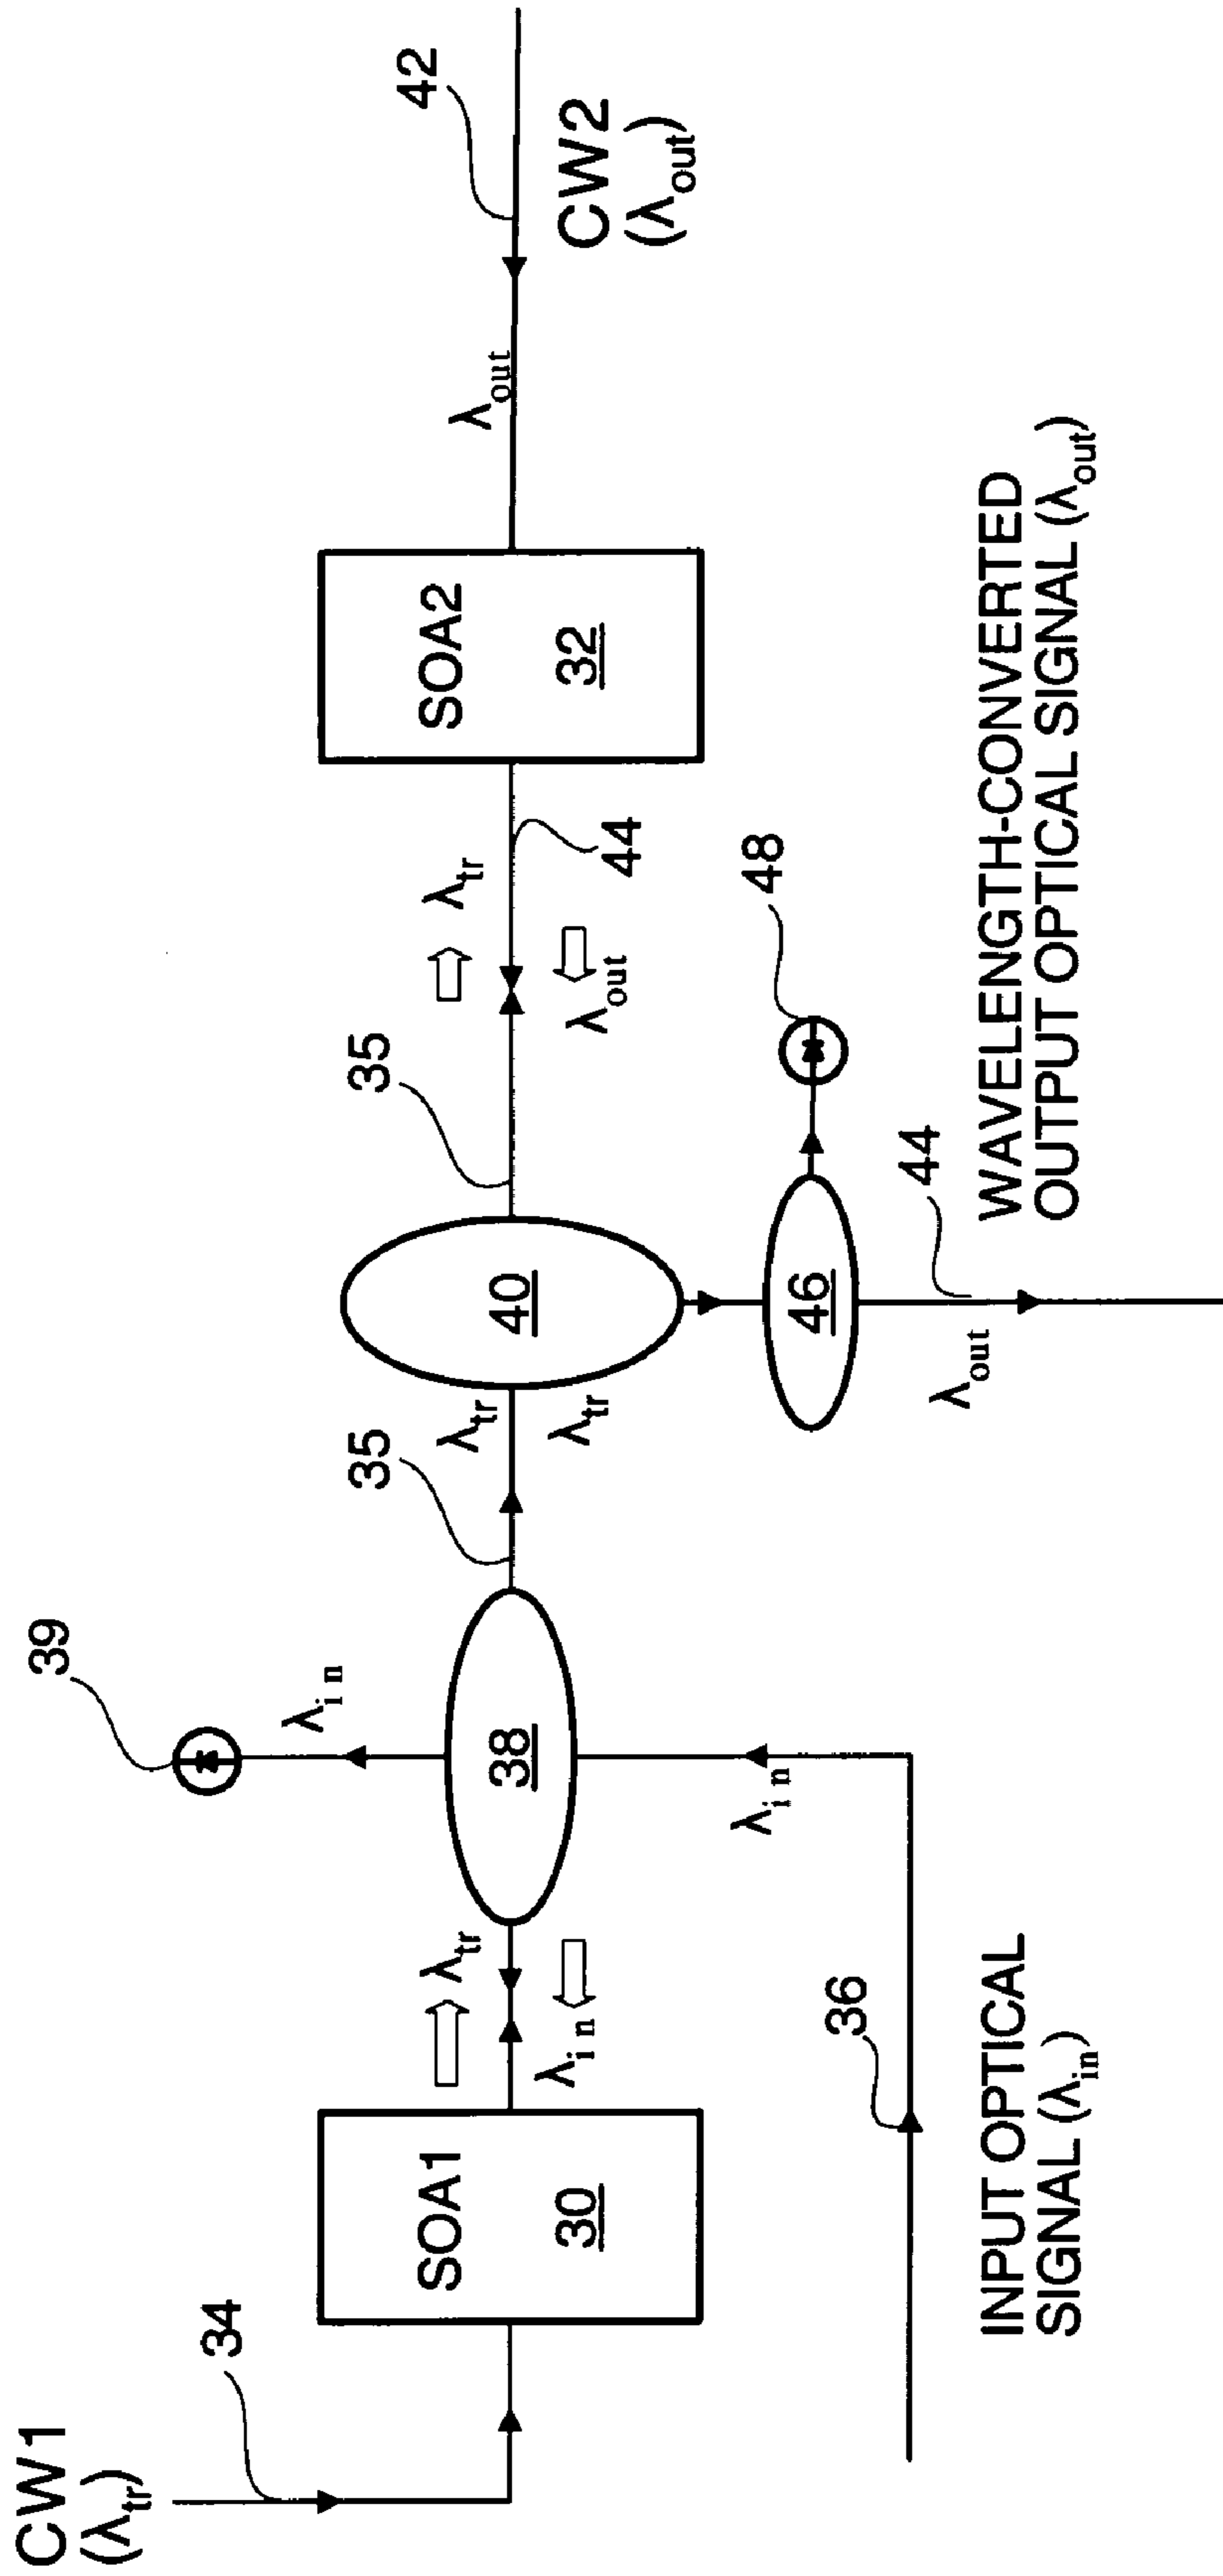 CW1
(λtr)
34
SOA1
30
λtr
λin
39
λin
38
λin
36
INPUT OPTICAL
SIGNAL (λin)
35
λtr
λtr
40
35
λtr
λout
44
SOA2
32
λout
42
CW2
(λout)
46
48
44
λout
WAVELENGTH-CONVERTED
OUTPUT OPTICAL SIGNAL (λout)